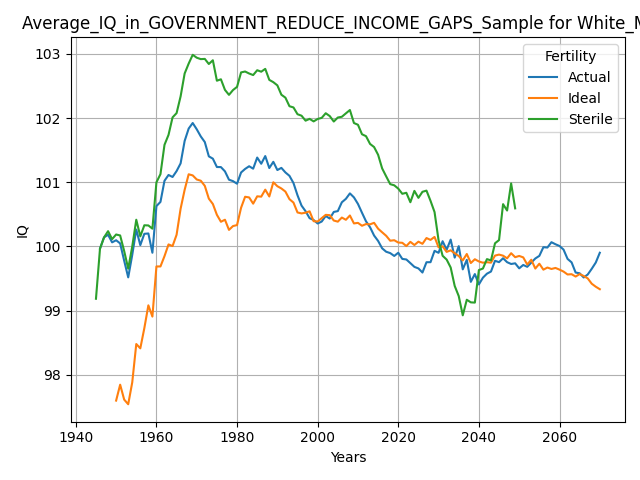 Average_IQ_in_GOVERNMENT_REDUCE_INCOME_GAPS_Sample for White_M
103
102
101
100
99
98
IQ
Fertility
Actual
Ideal
Sterile
1940
1960
1980
2000
2020
2040
2060
Years